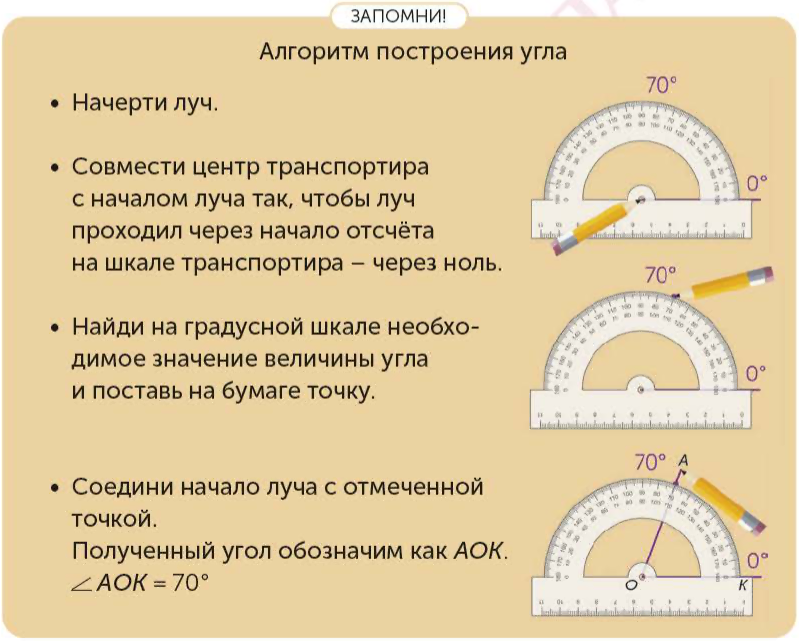 ЗАПОМНИ!
Алгоритм построения угла
• Начерти луч.
• Совмести центр транспортира
с началом луча так, чтобы луч
проходил через начало отсчёта
на шкале транспортира – через ноль.
70°
0°
• Найди на градусной шкале необхо-
димое значение величины угла
и поставь на бумаге точку.
70°
0°
• Соедини начало луча с отмеченной
точкой.
Полученный угол обозначим как АОК.
∠ АОК = 70°
70°
А
0°
О
К